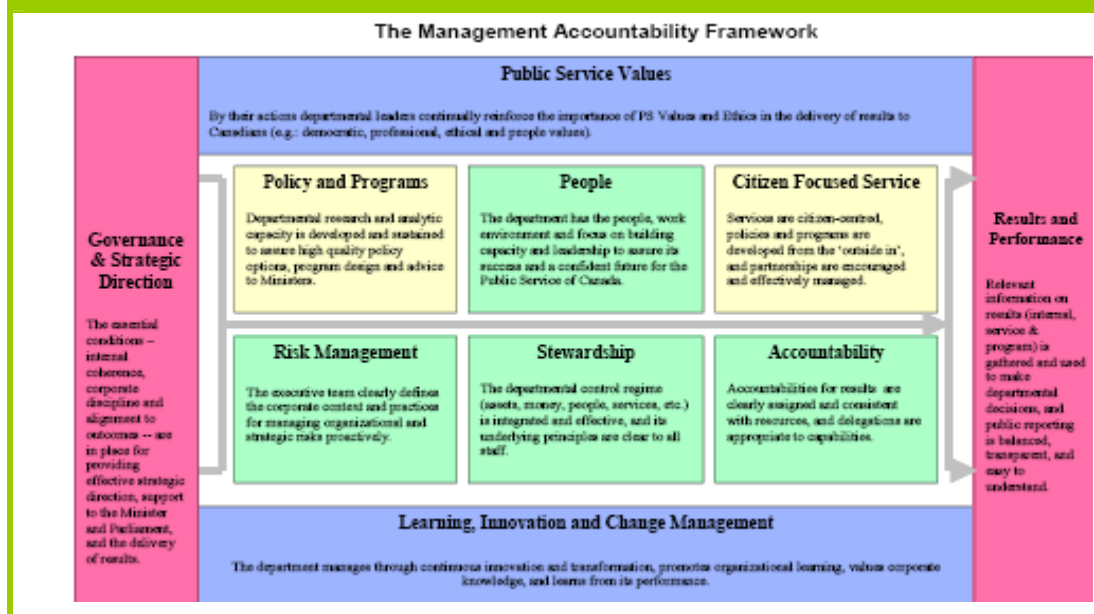 The Management Accountability Framework
Public Service Values
By their actions departmental leaders continually reinforce the importance of PS Values and Ethics in the delivery of results to
Canadians (e.g.: democratic, professional, ethical and people values).
Governance
& Strategic
Direction
The essential
conditions –
internal
coherence,
corporate
discipline and
alignment to
outcomes -- are
in place for
providing
effective strategic
direction, support
to the Minister
and Parliament,
and the delivery
of results.
Policy and Programs
Departmental research and analytic
capacity is developed and sustained
to assure high quality policy
options, program design and advice
to Ministers.
People
The department has the people, work
environment and focus on building
capacity and leadership to assure its
success and a confident future for the
Public Service of Canada.
Citizen Focused Service
Services are citizen-centred,
policies and programs are
developed from the 'outside in',
and partnerships are encouraged
and effectively managed.
Risk Management
The executive team clearly defines
the corporate context and practices
for managing organizational and
strategic risks proactively.
Stewardship
The departmental control regime
(assets, money, people, services, etc.)
is integrated and effective, and its
underlying principles are clear to all
staff.
Accountability
Accountabilities for results are
clearly assigned and consistent
with resources, and delegations are
appropriate to capabilities.
Results and
Performance
Relevant
information on
results (internal,
service &
program) is
gathered and used
to make
departmental
decisions, and
public reporting
is balanced,
transparent, and
easy to
understand.
Learning, Innovation and Change Management
The department manages through continuous innovation and transformation, promotes organizational learning, values corporate
knowledge, and learns from its performance.